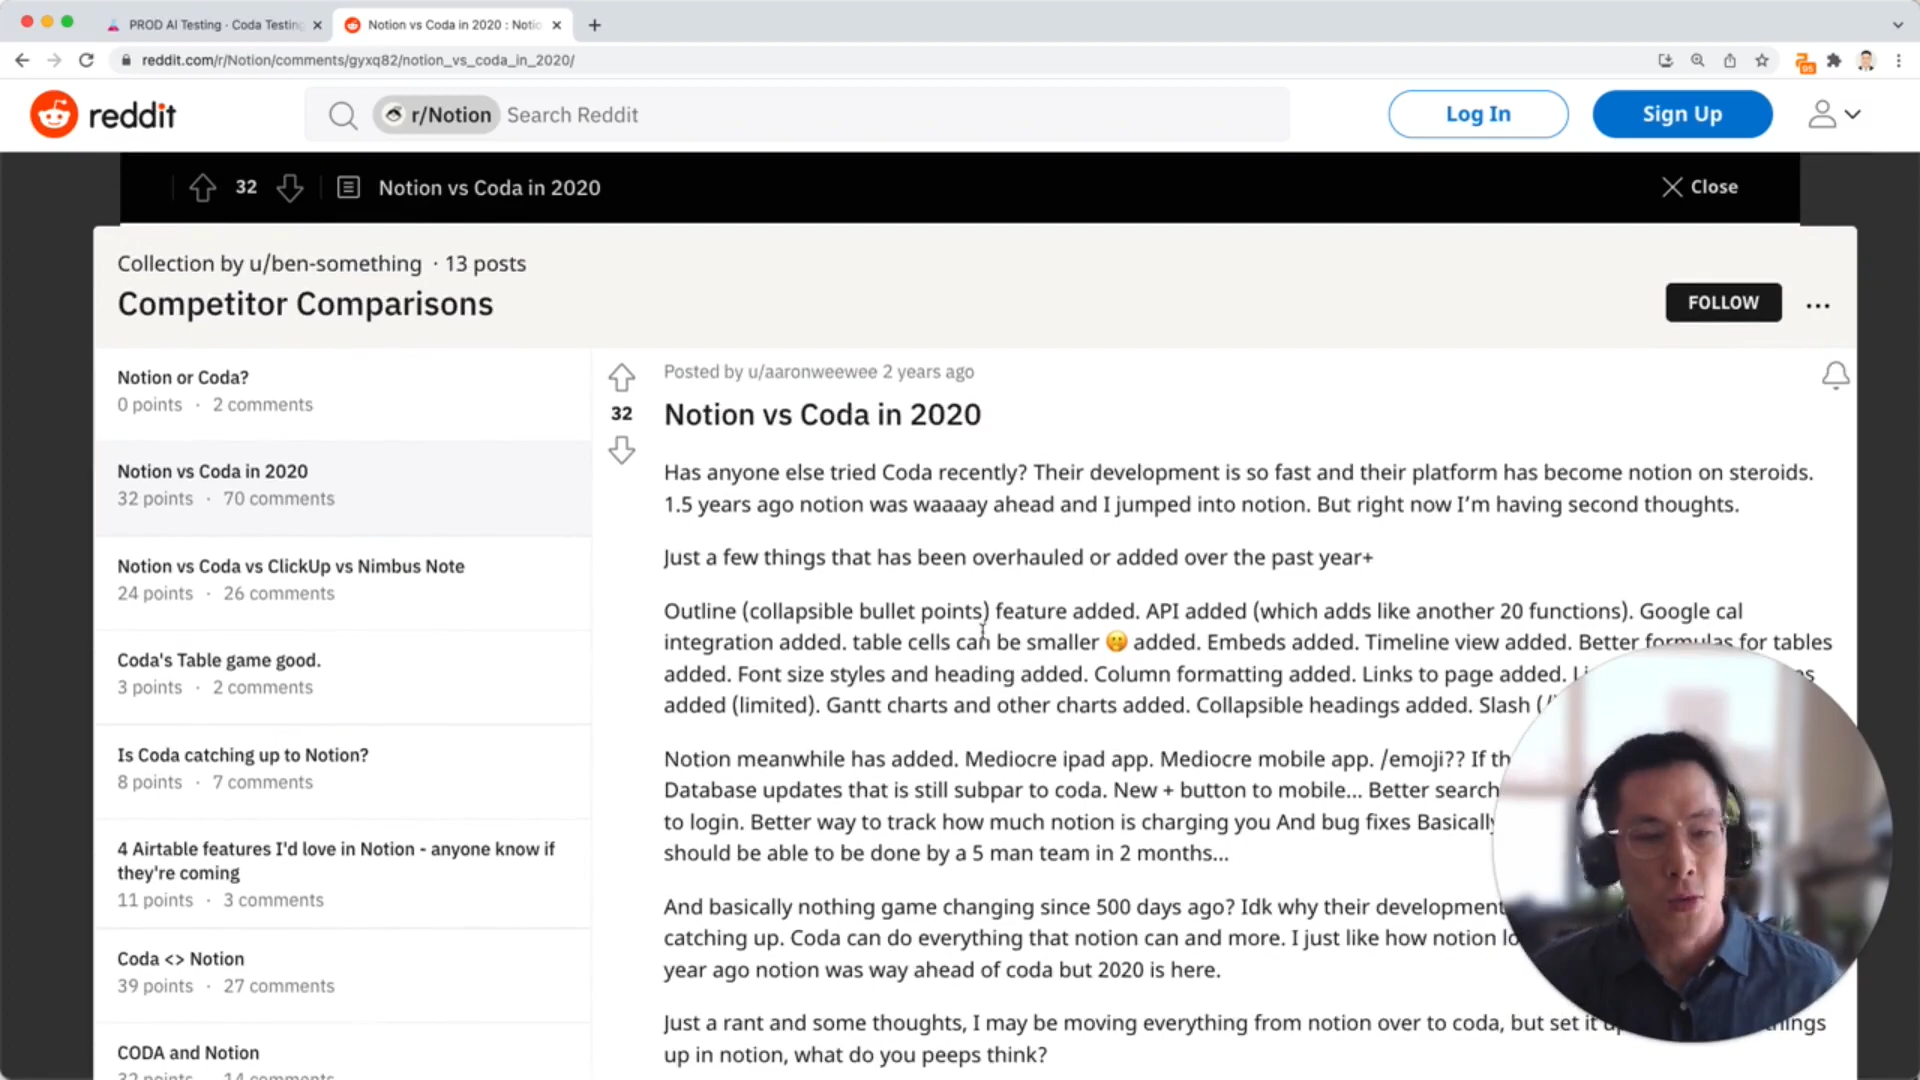 PROD AI Testing · Coda Testing
Notion vs Coda in 2020 : Notio
reddit.com/r/Notion/comments/gyxq82/notion_vs_coda_in_2020/
reddit
r/Notion Search Reddit
Log In
Sign Up
32
Notion vs Coda in 2020
Close
Collection by u/ben-something · 13 posts
Competitor Comparisons
FOLLOW
Notion or Coda?
0 points · 2 comments
Notion vs Coda in 2020
32 points · 70 comments
Notion vs Coda vs ClickUp vs Nimbus Note
24 points · 26 comments
Coda's Table game good.
3 points · 2 comments
Is Coda catching up to Notion?
8 points · 7 comments
4 Airtable features I'd love in Notion - anyone know if
they're coming
11 points · 3 comments
Coda <> Notion
39 points · 27 comments
CODA and Notion
32 points · 14 comments
32
Posted by u/aaronweewee 2 years ago
Notion vs Coda in 2020
Has anyone else tried Coda recently? Their development is so fast and their platform has become notion on steroids.
1.5 years ago notion was waaaay ahead and I jumped into notion. But right now I'm having second thoughts.
Just a few things that has been overhauled or added over the past year+
Outline (collapsible bullet points) feature added. API added (which adds like another 20 functions). Google cal
integration added. table cells can be smaller 🤫 added. Embeds added. Timeline view added. Better formulas for tables
added. Font size styles and heading added. Column formatting added. Links to page added.
added (limited). Gantt charts and other charts added. Collapsible headings added. Slash
Notion meanwhile has added. Mediocre ipad app. Mediocre mobile app. /emoji?? If
Database updates that is still subpar to coda. New + button to mobile... Better search
to login. Better way to track how much notion is charging you And bug fixes Basically
should be able to be done by a 5 man team in 2 months...
And basically nothing game changing since 500 days ago? Idk why their development
catching up. Coda can do everything that notion can and more. I just like how notion
year ago notion was way ahead of coda but 2020 is here.
Just a rant and some thoughts, I may be moving everything from notion over to coda, but set it
up in notion, what do you peeps think?